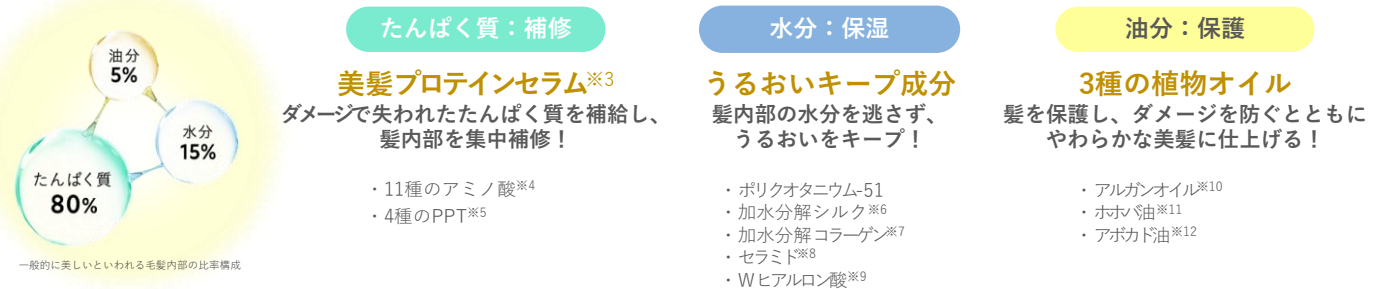 油分
5%
水分
15%
たんぱく質
80%
一般的に美しいといわれる毛髪内部の比率構成
たんぱく質：補修
美髪プロテインセラム※3
ダメージで失われたたんぱく質を補給し、
髪内部を集中補修！
・11種のアミノ酸※4
・4種のPPT※5
水分：保湿
うるおいキープ成分
髪内部の水分を逃さず、
うるおいをキープ！
・ポリクオタニウム-51
・加水分解シルク※6
・加水分解コラーゲン※7
・セラミド※8
・Wヒアルロン酸※9
油分：保護
3種の植物オイル
髪を保護し、ダメージを防ぐとともに
やわらかな美髪に仕上げる！
・アルガンオイル※10
・ホホバ油※11
・アボカド油※12